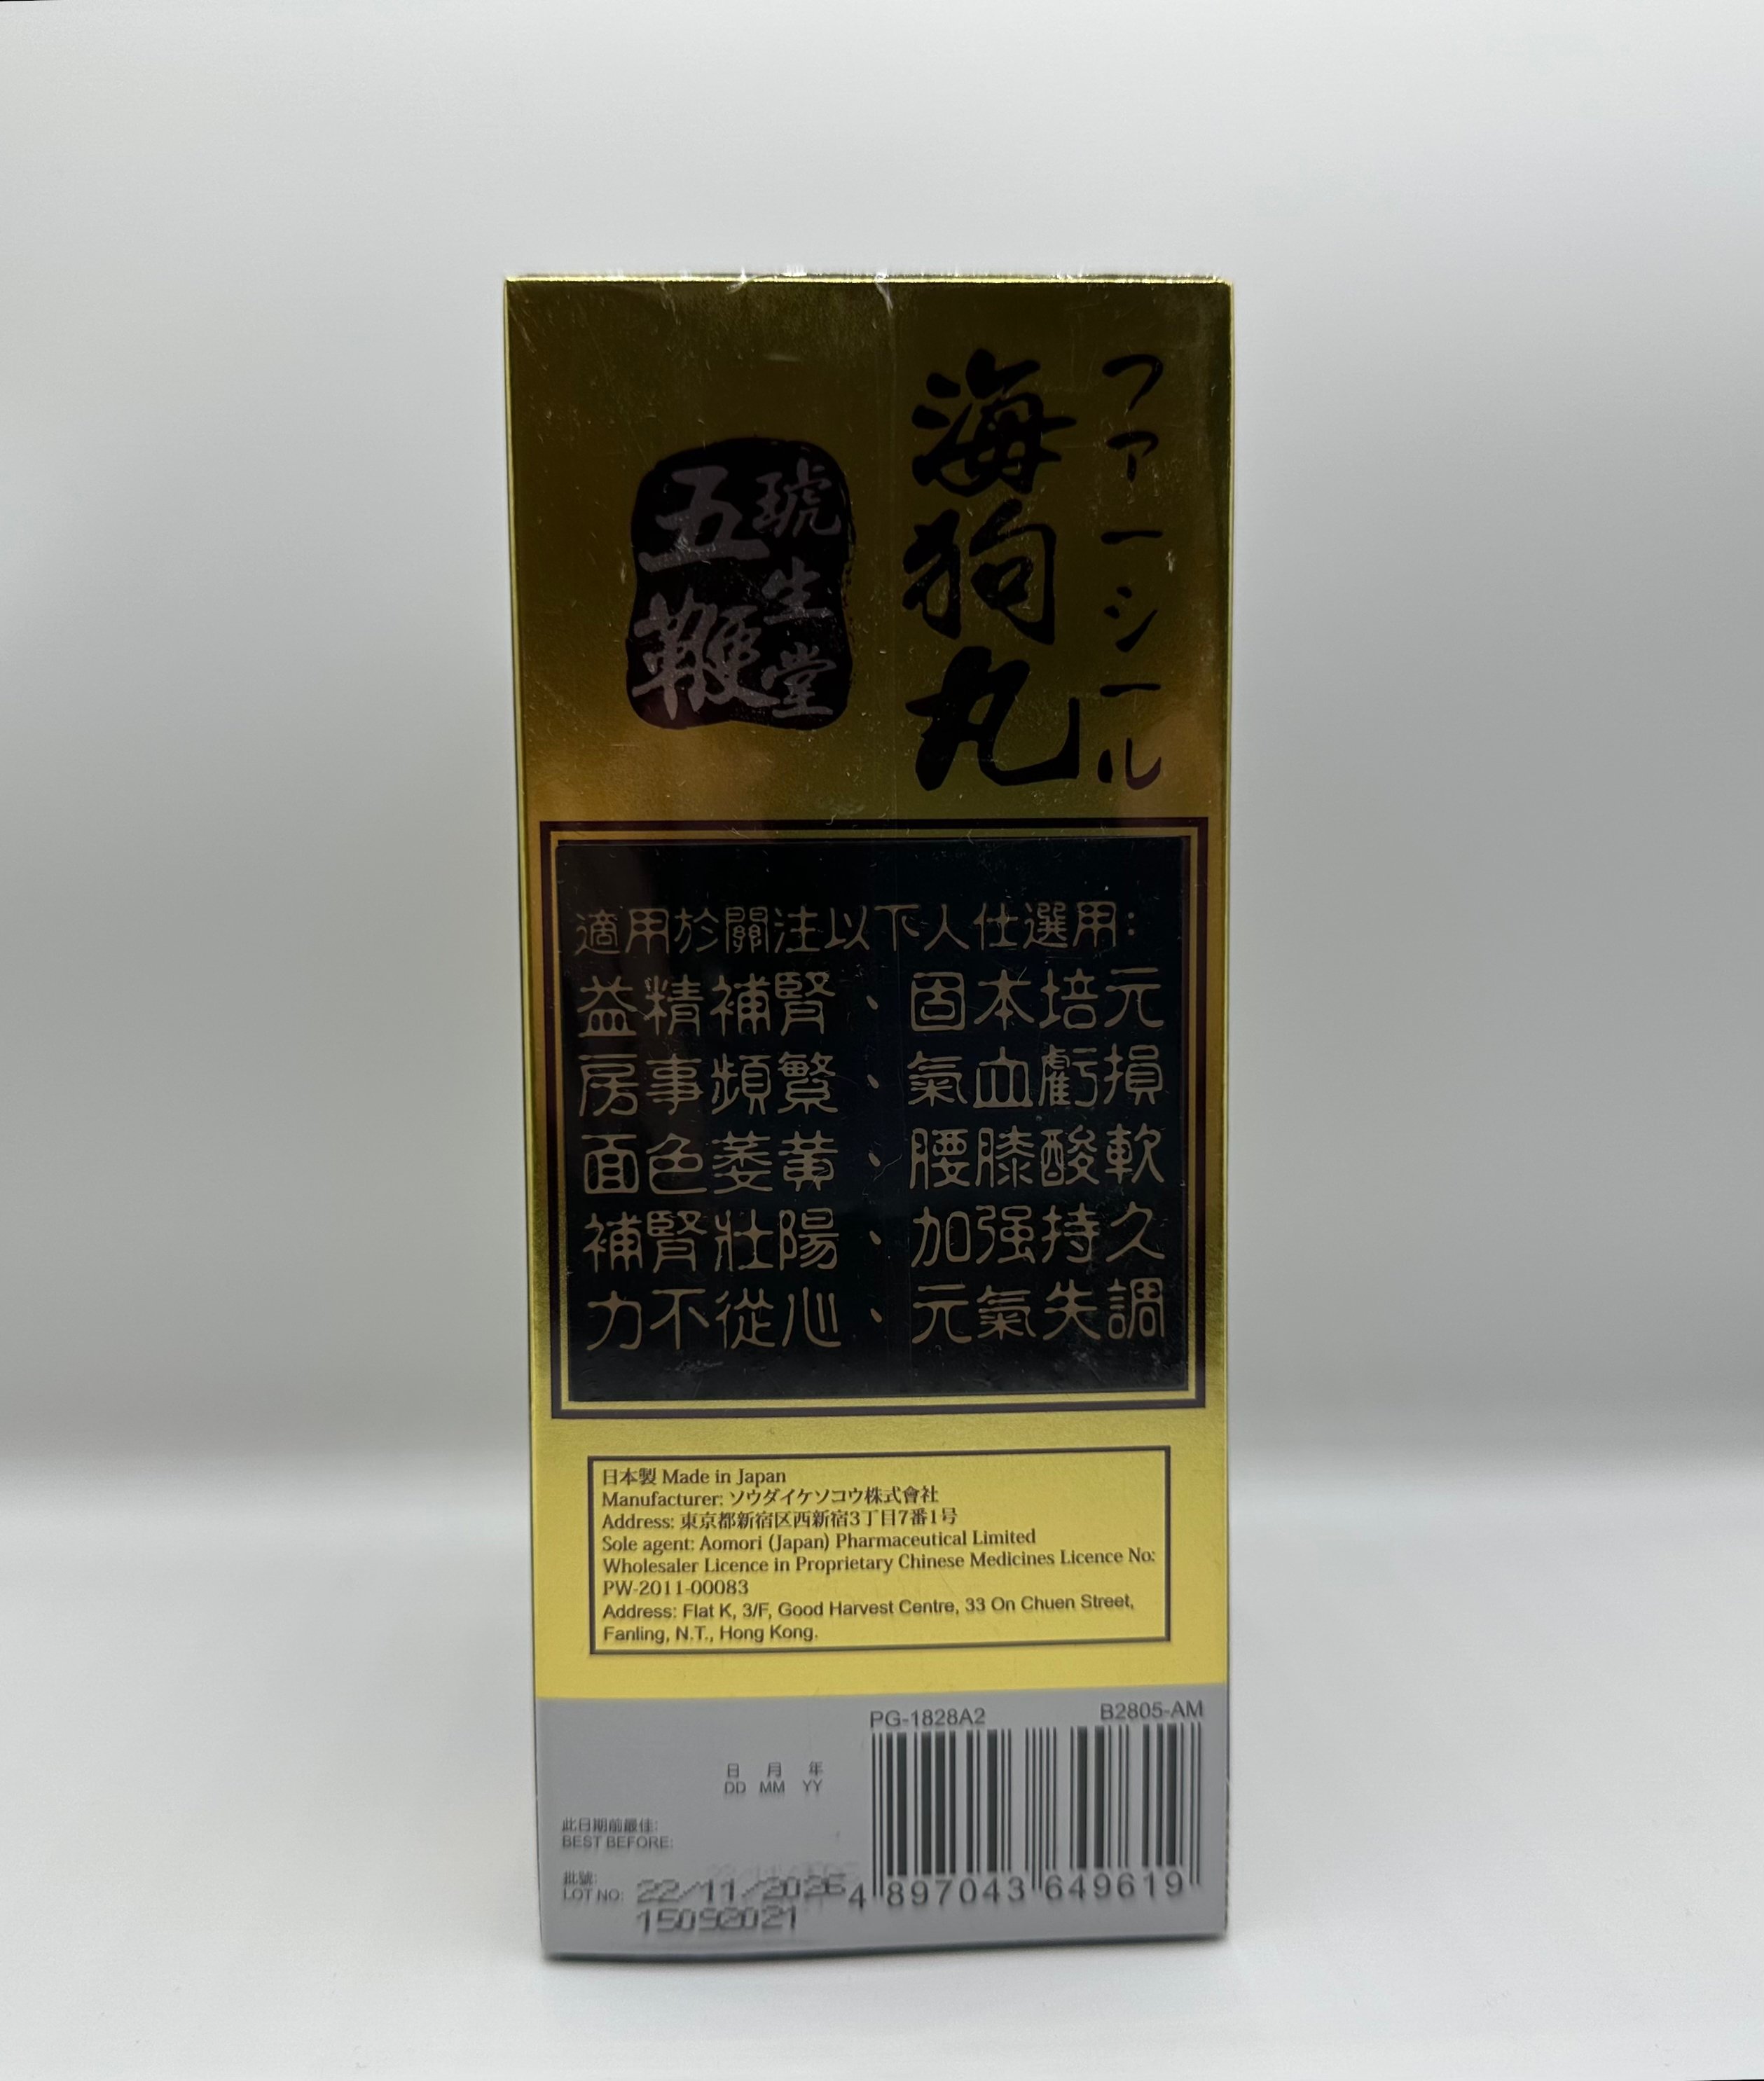 ファーシール
海狗丸
琥生堂
五鞭
適用於關注以下人仕選用:
益精補腎、固本培元
房事頻繁、氣血虧損
面色萎黃、腰膝酸軟
補腎壯陽、加强持久
力不從心、元氣失調
日本製 Made in Japan
Manufacturer: ソウダイケソコウ株式會社
Address: 東京都新宿区西新宿3丁目7番1号
Sole agent: Aomori (Japan) Pharmaceutical Limited
Wholesaler Licence in Proprietary Chinese Medicines Licence No:
PW-2011-00083
Address: Flat K, 3/F, Good Harvest Centre, 33 On Chuen Street,
Fanling, N.T., Hong Kong.
PG-1828A2 B2805-AM
日 月 年
DD MM YY
此日期前最佳:
BEST BEFORE:
批號:
LOT NO: 22/11/2026
15092021
4 897043 649619